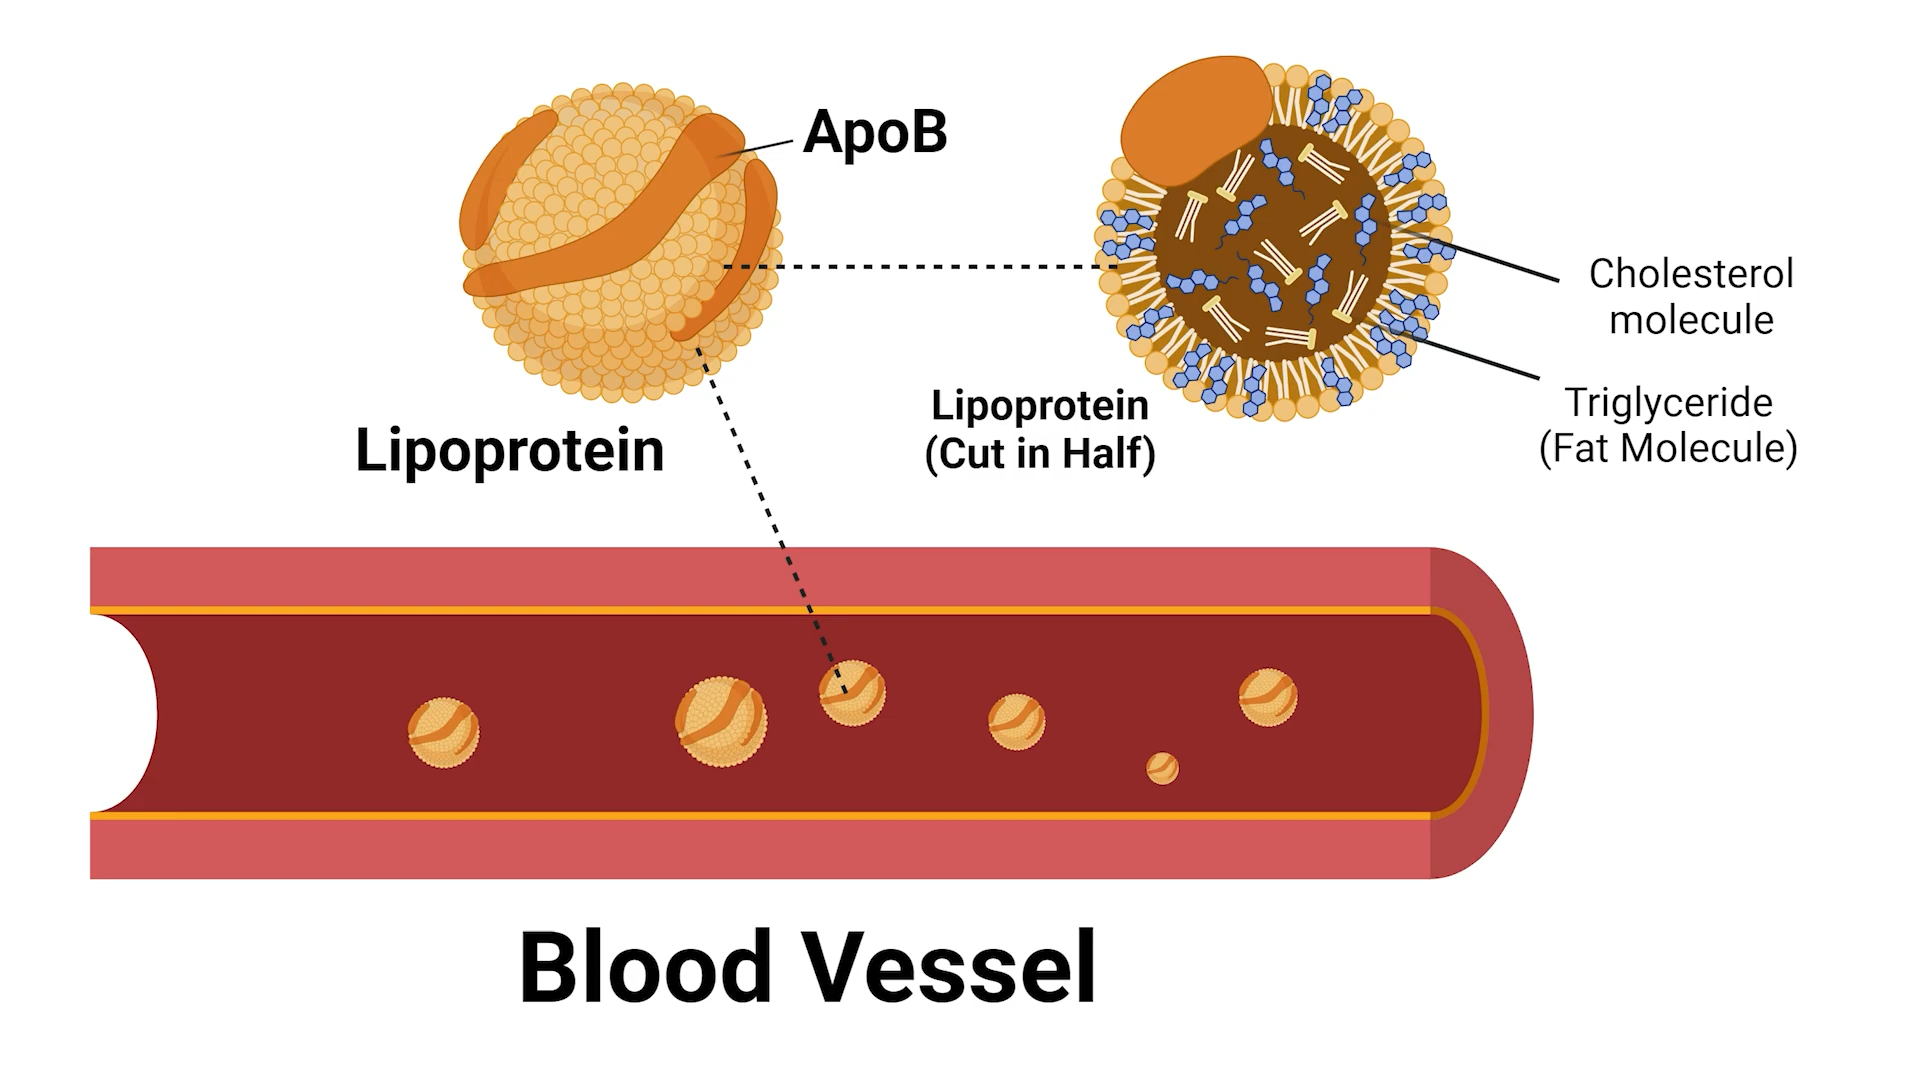 ApoB
Lipoprotein
Lipoprotein
(Cut in Half)
Cholesterol
molecule
Triglyceride
(Fat Molecule)
Blood Vessel